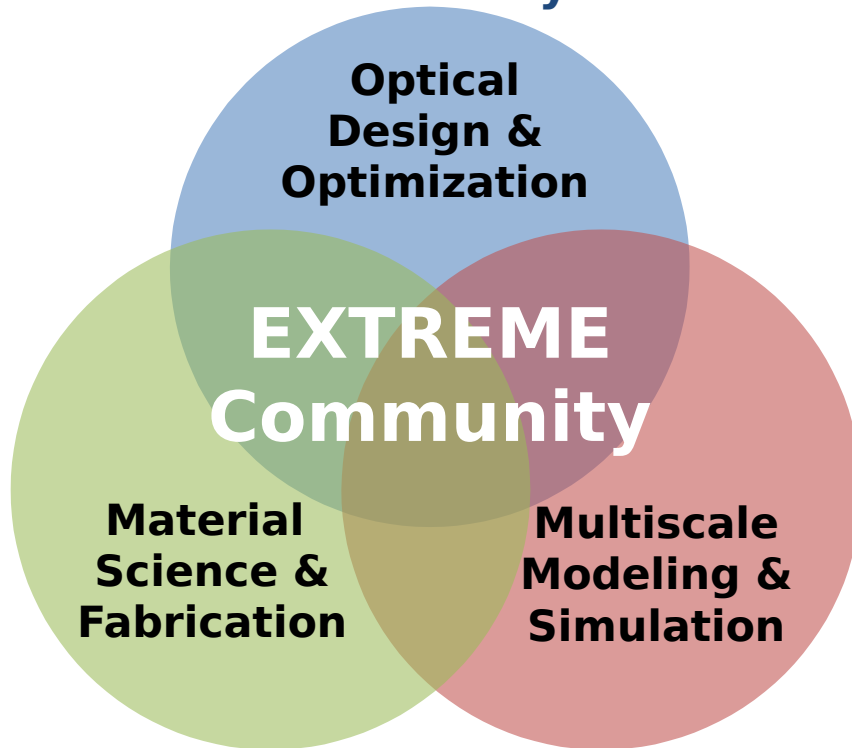 Optical
Design &
Optimization
EXTREME
Community
Material
Science &
Fabrication
Multiscale
Modeling &
Simulation